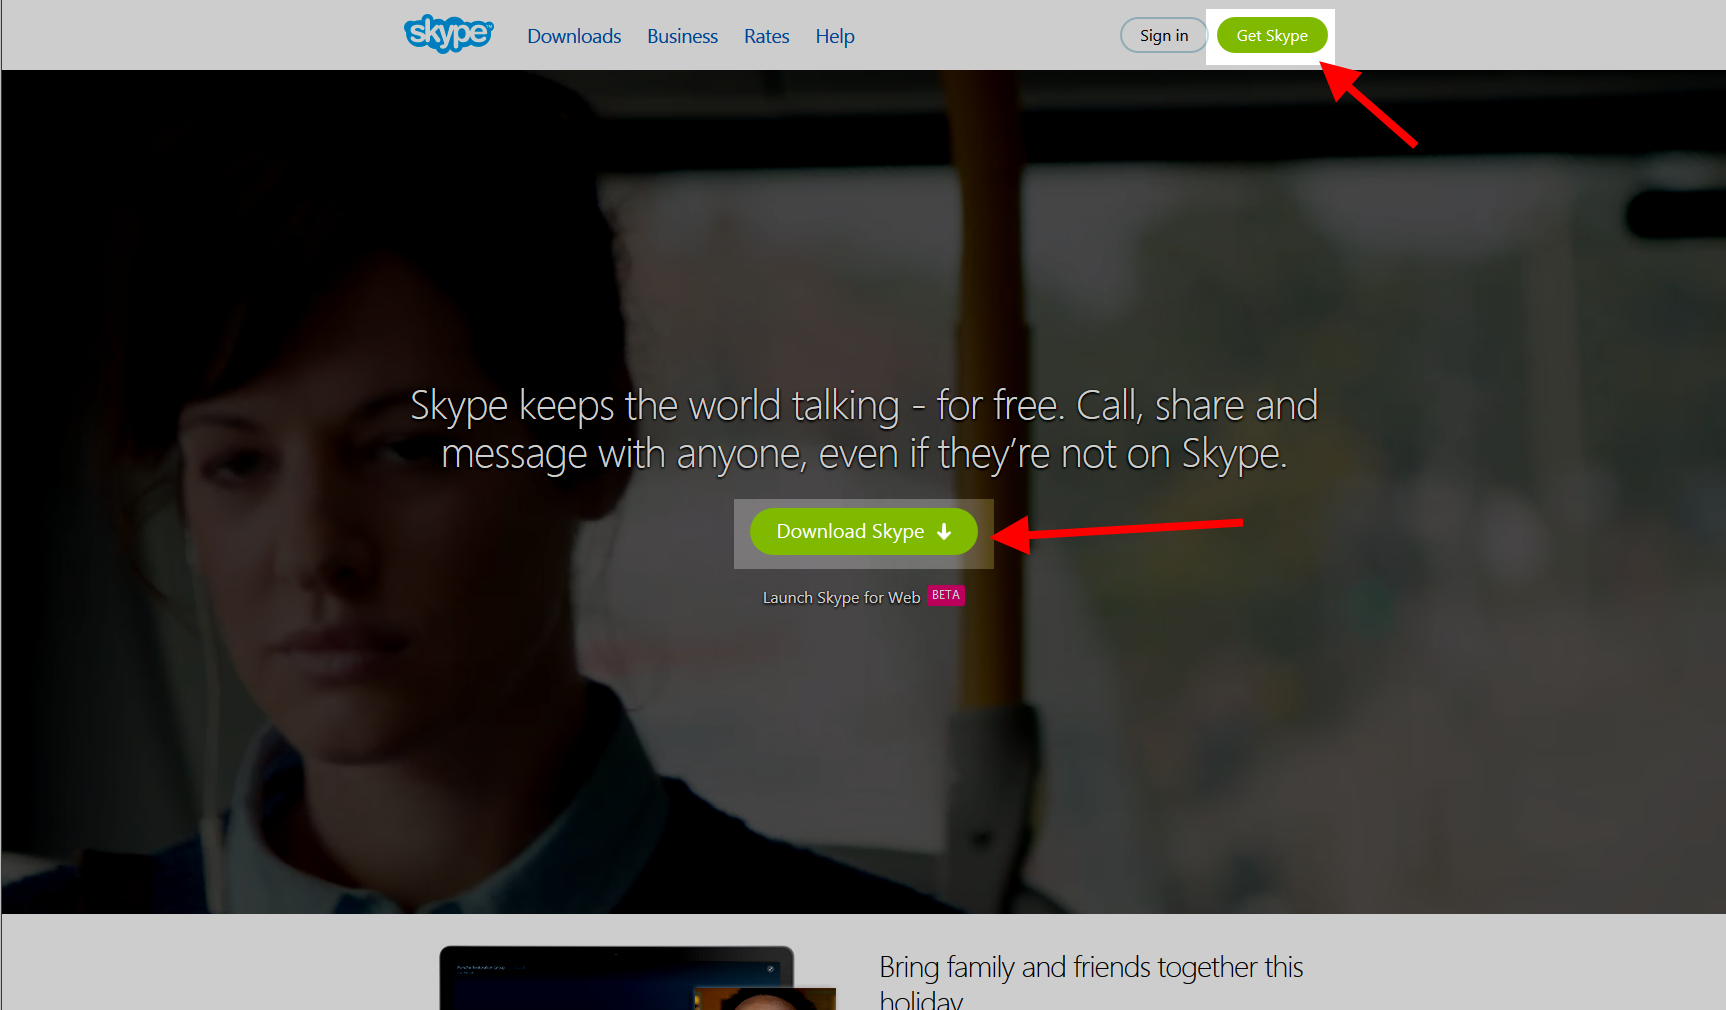 skype™
Downloads
Business
Rates
Help
Sign in
Get Skype
Skype keeps the world talking - for free. Call, share and
message with anyone, even if they’re not on Skype.
Download Skype
Launch Skype for Web BETA
Bring family and friends together this
holiday